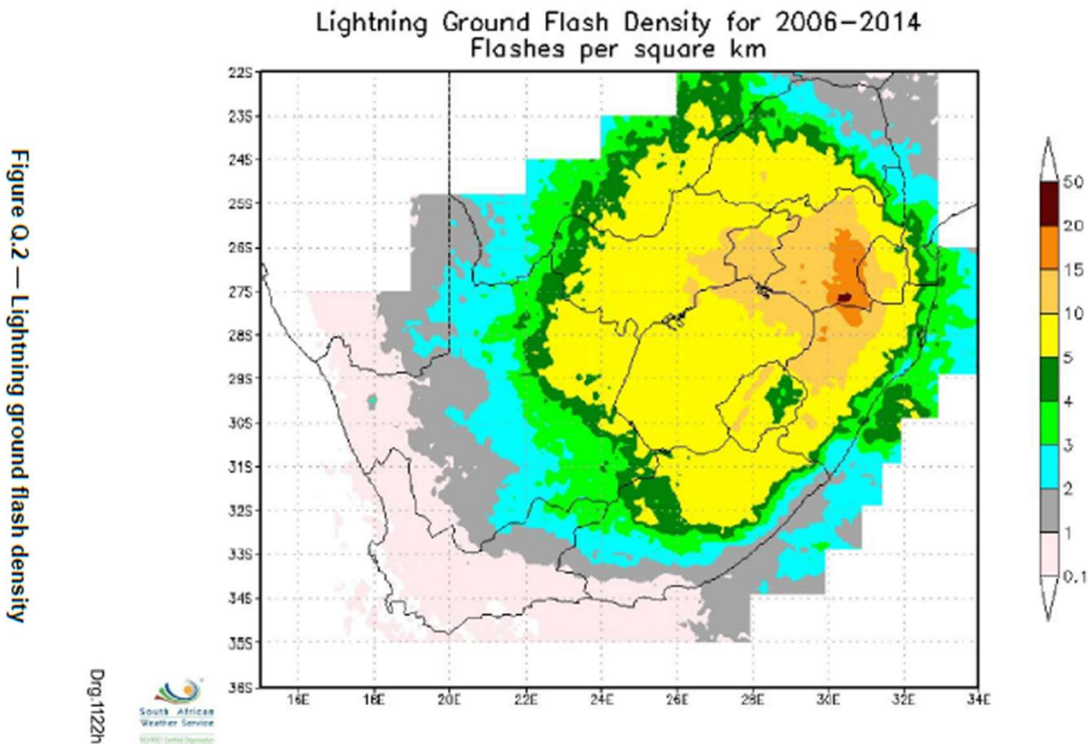 Lightning Ground Flash Density for 2006–2014
Flashes per square km
22S
23S
24S
25S
26S
27S
28S
29S
30S
31S
32S
33S
34S
35S
36S
16E
18E
20E
22E
24E
26E
28E
30E
32E
34E
50
20
15
10
5
4
3
2
1
0.1
Figure Q.2 — Lightning ground flash density
Drg.1122h
South African
Weather Service